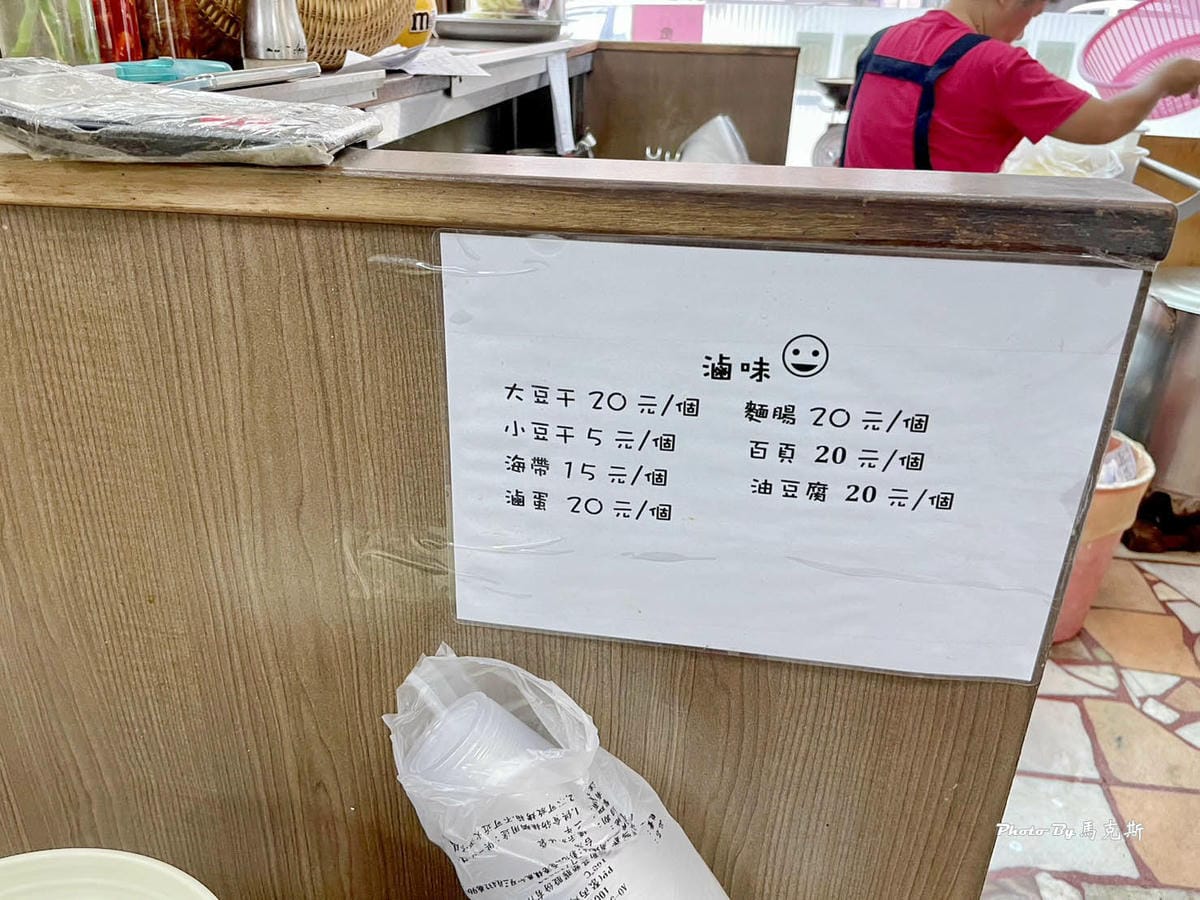 滷味
大豆干 20 元/個
小豆干 5 元/個
海帶 15 元/個
滷蛋 20 元/個
麵腸 20 元/個
百頁 20 元/個
油豆腐 20 元/個
m
100℃
Photo By 馬克斯